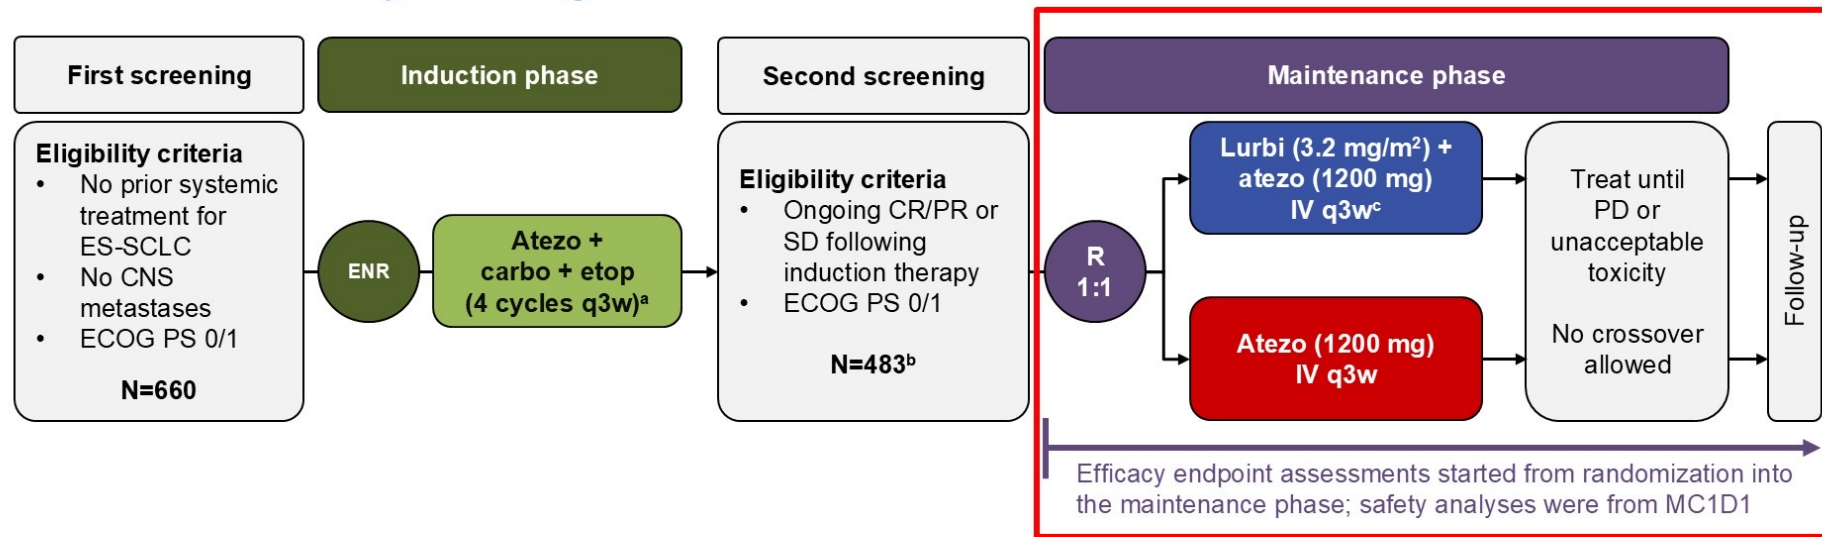 First screening
Eligibility criteria
• No prior systemic
treatment for
ES-SCLC
• No CNS
metastases
• ECOG PS 0/1
N=660
Induction phase
ENR
Atezo +
carbo + etop
(4 cycles q3w)ᵃ
Second screening
Eligibility criteria
• Ongoing CR/PR or
SD following
induction therapy
• ECOG PS 0/1
N=483ᵇ
Maintenance phase
R
1:1
Lurbi (3.2 mg/m²) +
atezo (1200 mg)
IV q3wᶜ
Atezo (1200 mg)
IV q3w
Treat until
PD or
unacceptable
toxicity
No crossover
allowed
Follow-up
Efficacy endpoint assessments started from randomization into
the maintenance phase; safety analyses were from MC1D1